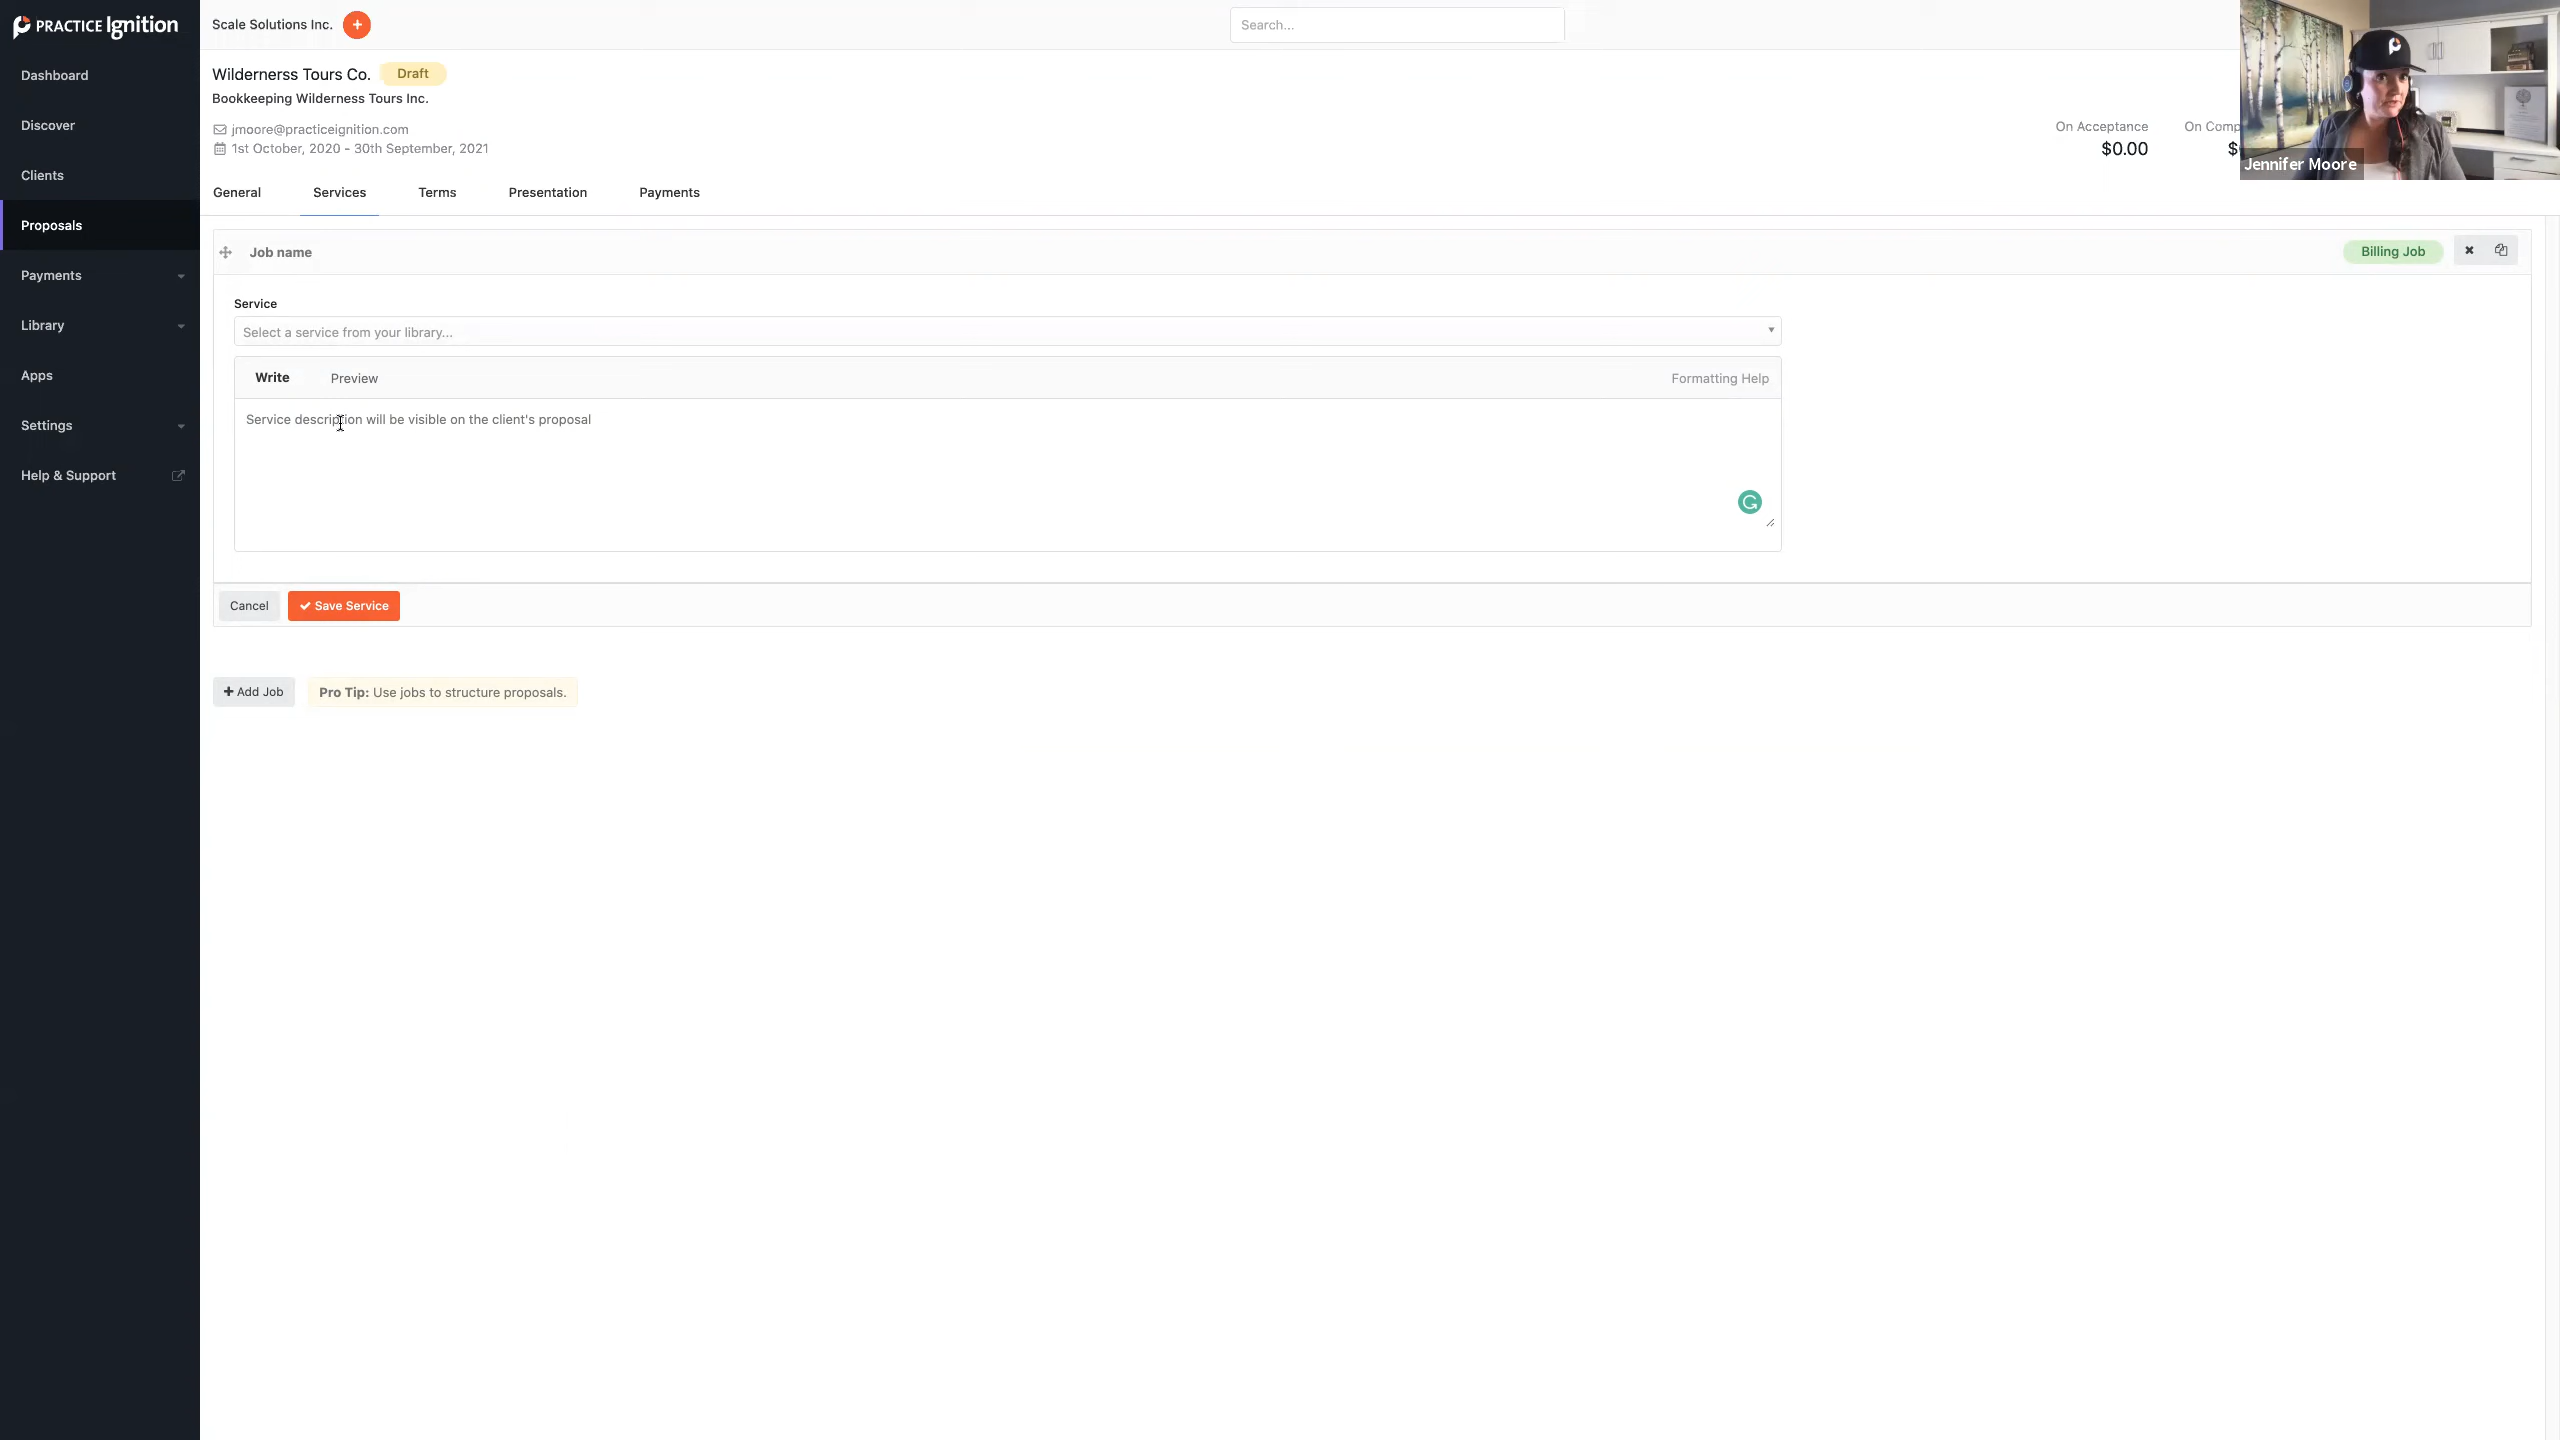 PRACTICE Ignition
Scale Solutions Inc.
Search...
Dashboard
Discover
Clients
Proposals
Payments
Library
Apps
Settings
Help & Support
Wildernerss Tours Co. Draft
Bookkeeping Wilderness Tours Inc.
jmoore@practiceignition.com
1st October, 2020 - 30th September, 2021
On Acceptance
$0.00
On Comp
$
Jennifer Moore
General Services Terms Presentation Payments
Job name
Billing Job
Service
Select a service from your library...
Write Preview Formatting Help
Service description will be visible on the client's proposal
Cancel Save Service
+ Add Job
Pro Tip: Use jobs to structure proposals.